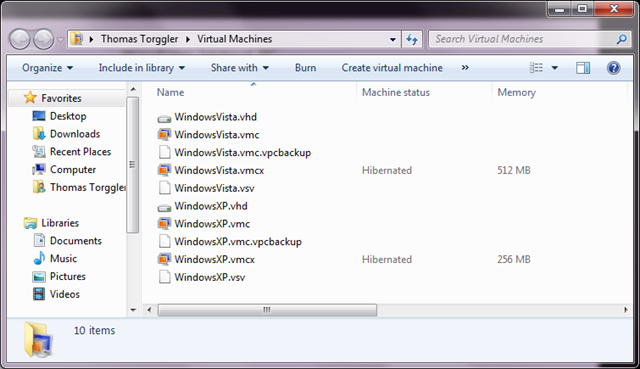 Thomas Torggler Virtual Machines
Search Virtual Machines
Organize Include in library Share with Burn Create virtual machine »
Name Machine status Memory
Favorites
Desktop
Downloads
Recent Places
Computer
Thomas Torggler
Libraries
Documents
Music
Pictures
Videos
WindowsVista.vhd
WindowsVista.vmc
WindowsVista.vmc.vpcbackup
WindowsVista.vmcx Hibernated 512 MB
WindowsVista.vsv
WindowsXP.vhd
WindowsXP.vmc
WindowsXP.vmc.vpcbackup
WindowsXP.vmcx Hibernated 256 MB
WindowsXP.vsv
10 items